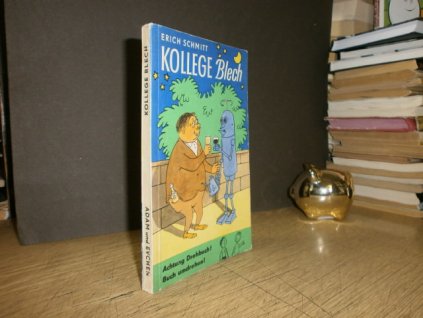 ERICH SCHMITT
KOLLEGE Blech
Achtung Drehbuch!
Buch umdrehen!
KOLLEGE BLECH
ADAM und EVCHEN